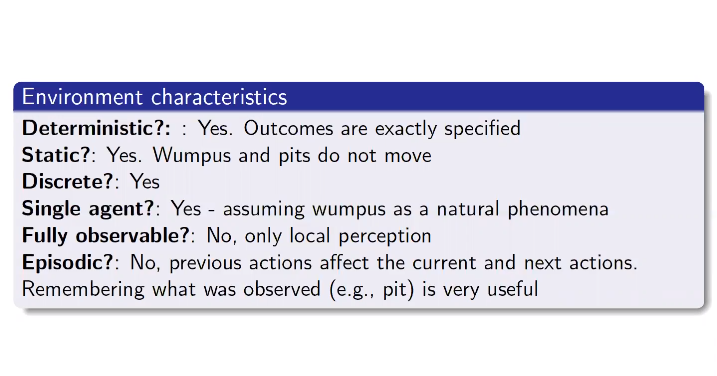 Environment characteristics
Deterministic?: : Yes. Outcomes are exactly specified
Static?: Yes. Wumpus and pits do not move
Discrete?: Yes
Single agent?: Yes - assuming wumpus as a natural phenomena
Fully observable?: No, only local perception
Episodic?: No, previous actions affect the current and next actions.
Remembering what was observed (e.g., pit) is very useful